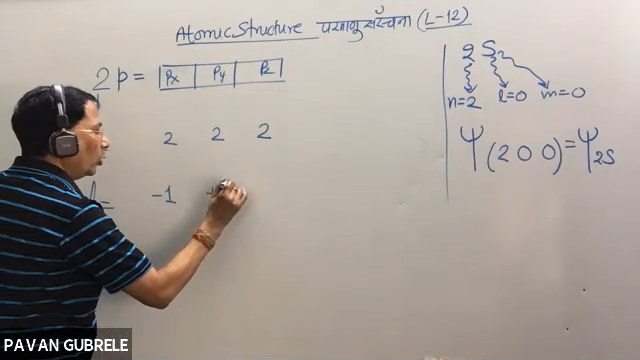 Atomic Structure परमाणु संरचना (L-12)
2p = Px Py Pz
2 2 2
l= -1
2S
n=2 l=0 m=0
Ψ(2 0 0) = Ψ2S
PAVAN GUBRELE